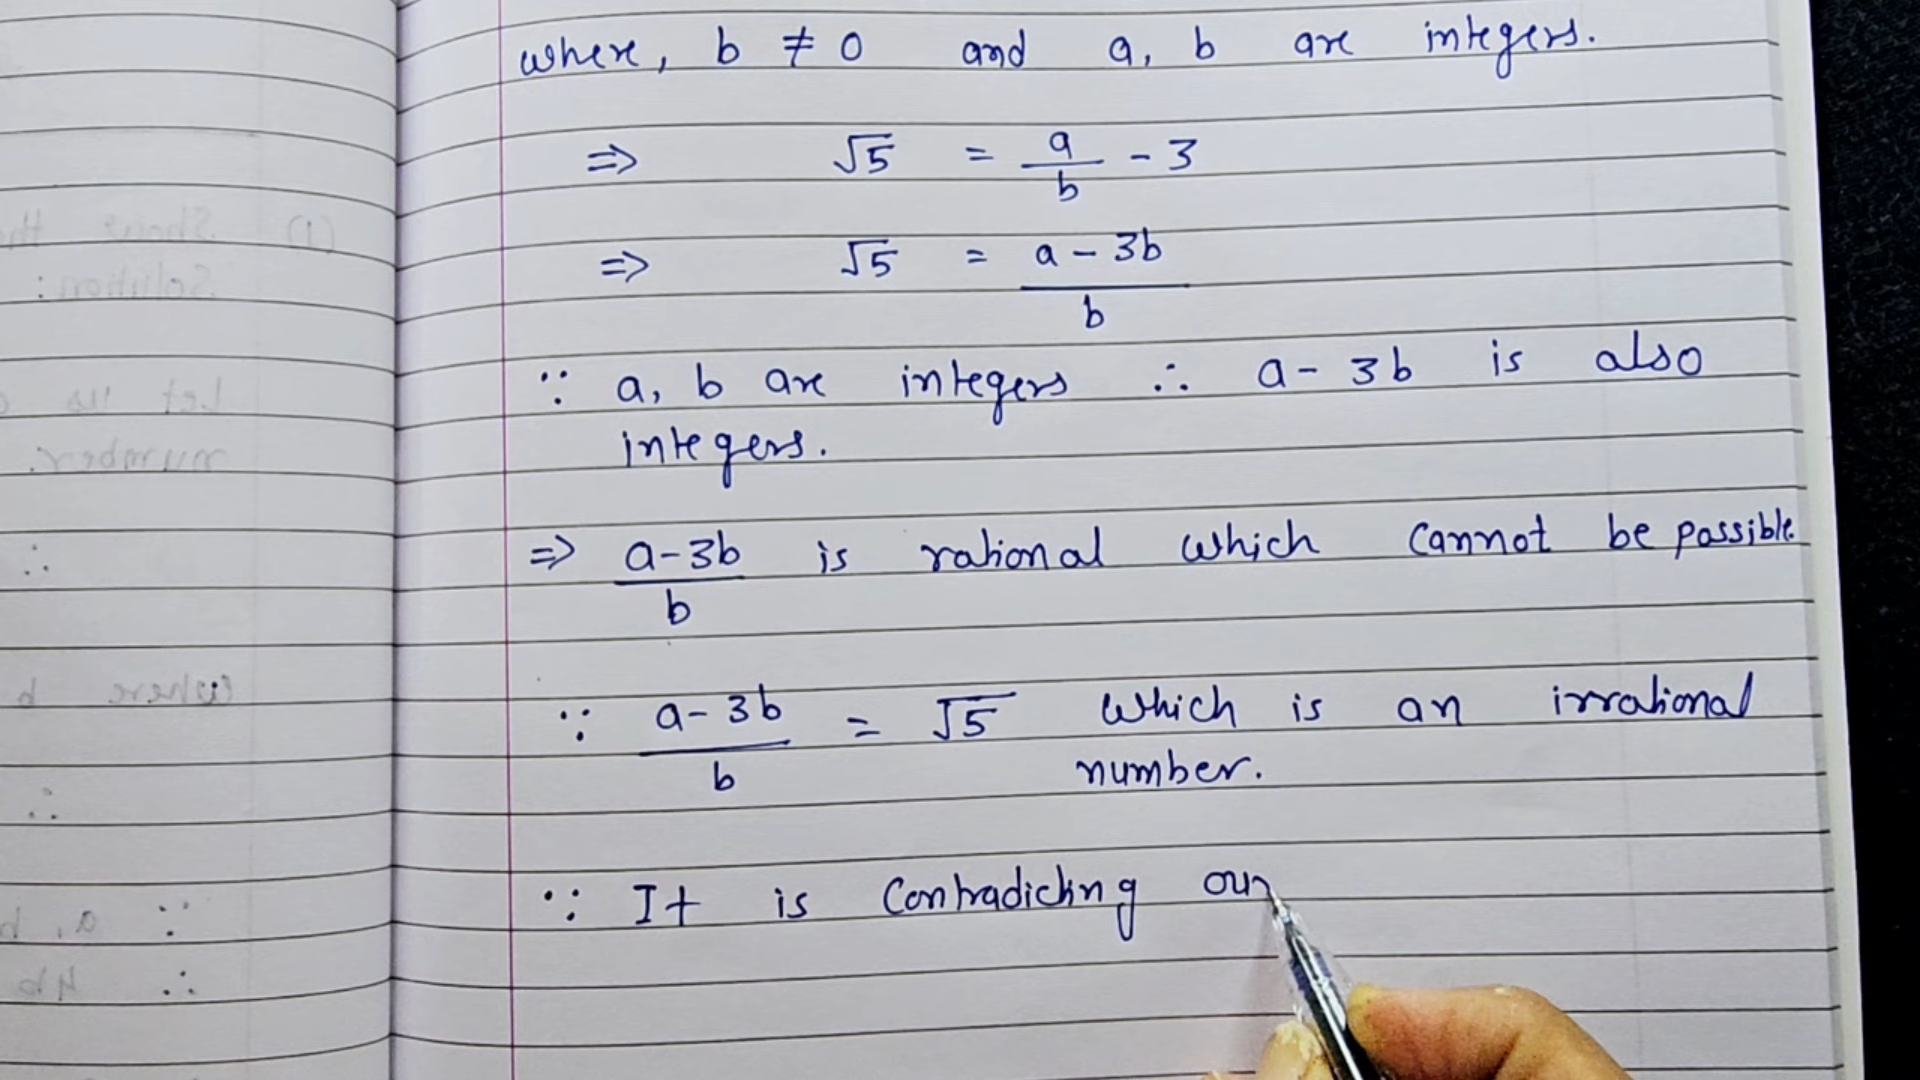 where, b ≠ 0 and a, b are integers.
⇒ √5 = a/b - 3
⇒ √5 = (a - 3b)/b
∵ a, b are integers ∴ a - 3b is also
integers.
⇒ (a-3b)/b is rational which cannot be possible.
∵ (a-3b)/b = √5 which is an irrational
number.
∵ It is Contradicting our